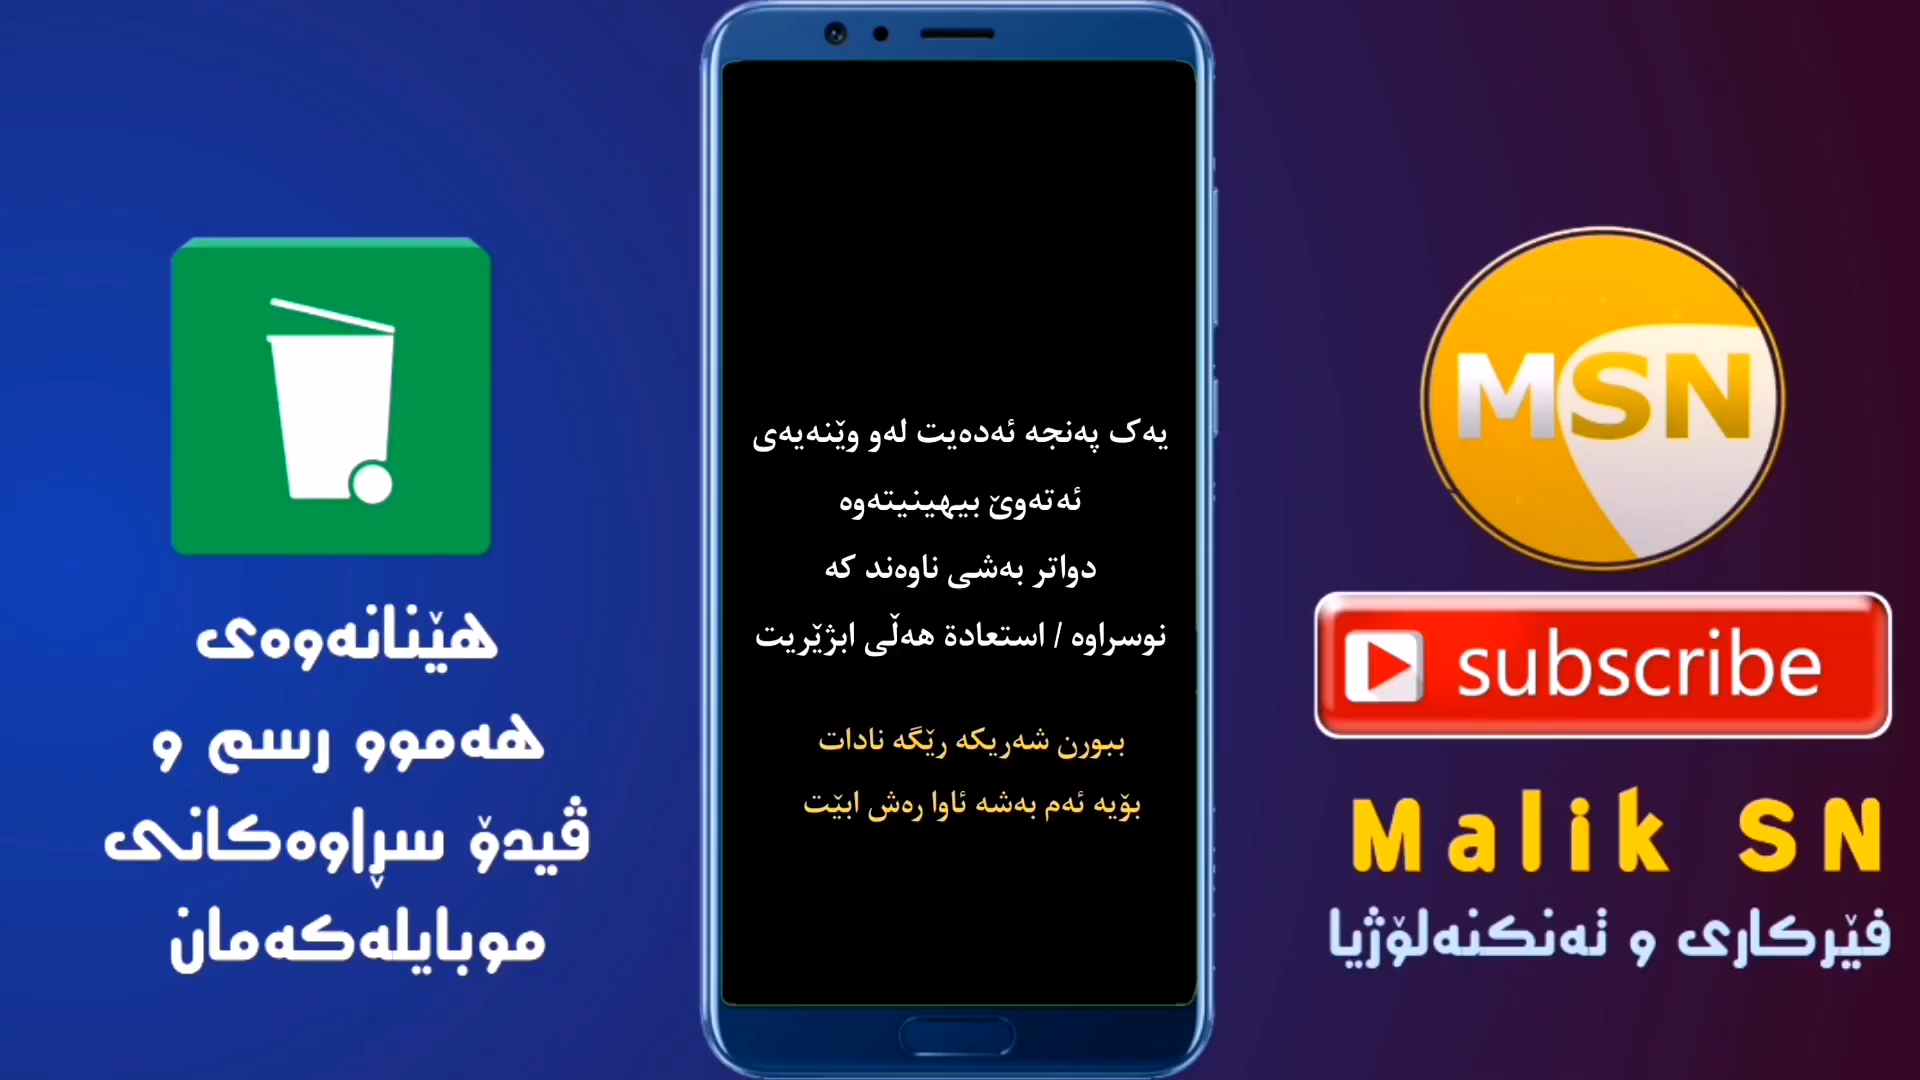 هێنانەوەی
هەموو رسم و
ڤیدۆ سڕاوەکانی
موبایلەکەمان
یەک پەنجە ئەدەیت لەو وێنەیەی
ئەتەوێ بیهینیتەوە
دواتر بەشی ناوەند کە
نوسراوە / استعادة هەڵی ابژێریت
ببورن شەریکە رێگە نادات
بۆیە ئەم بەشە ئاوا رەش ابێت
MSN
subscribe
Malik SN
فێرکاری و تەنکنەلۆژیا